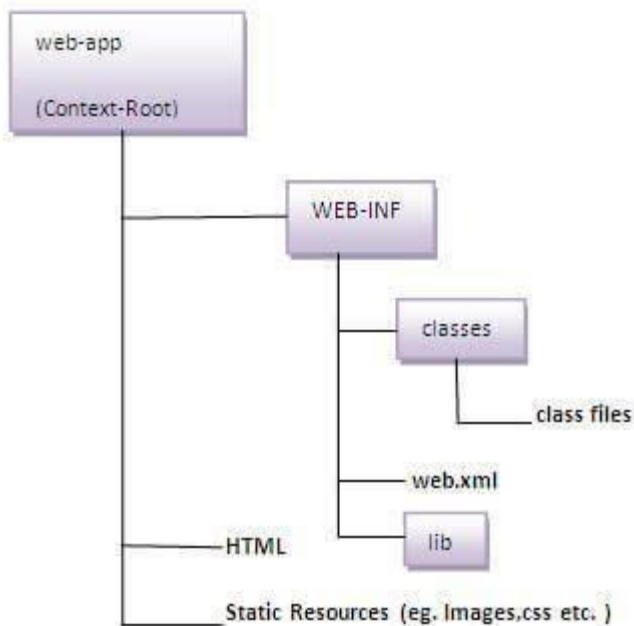 web-app
(Context-Root)
WEB-INF
classes
class files
web.xml
lib
HTML
Static Resources (eg. Images,css etc. )